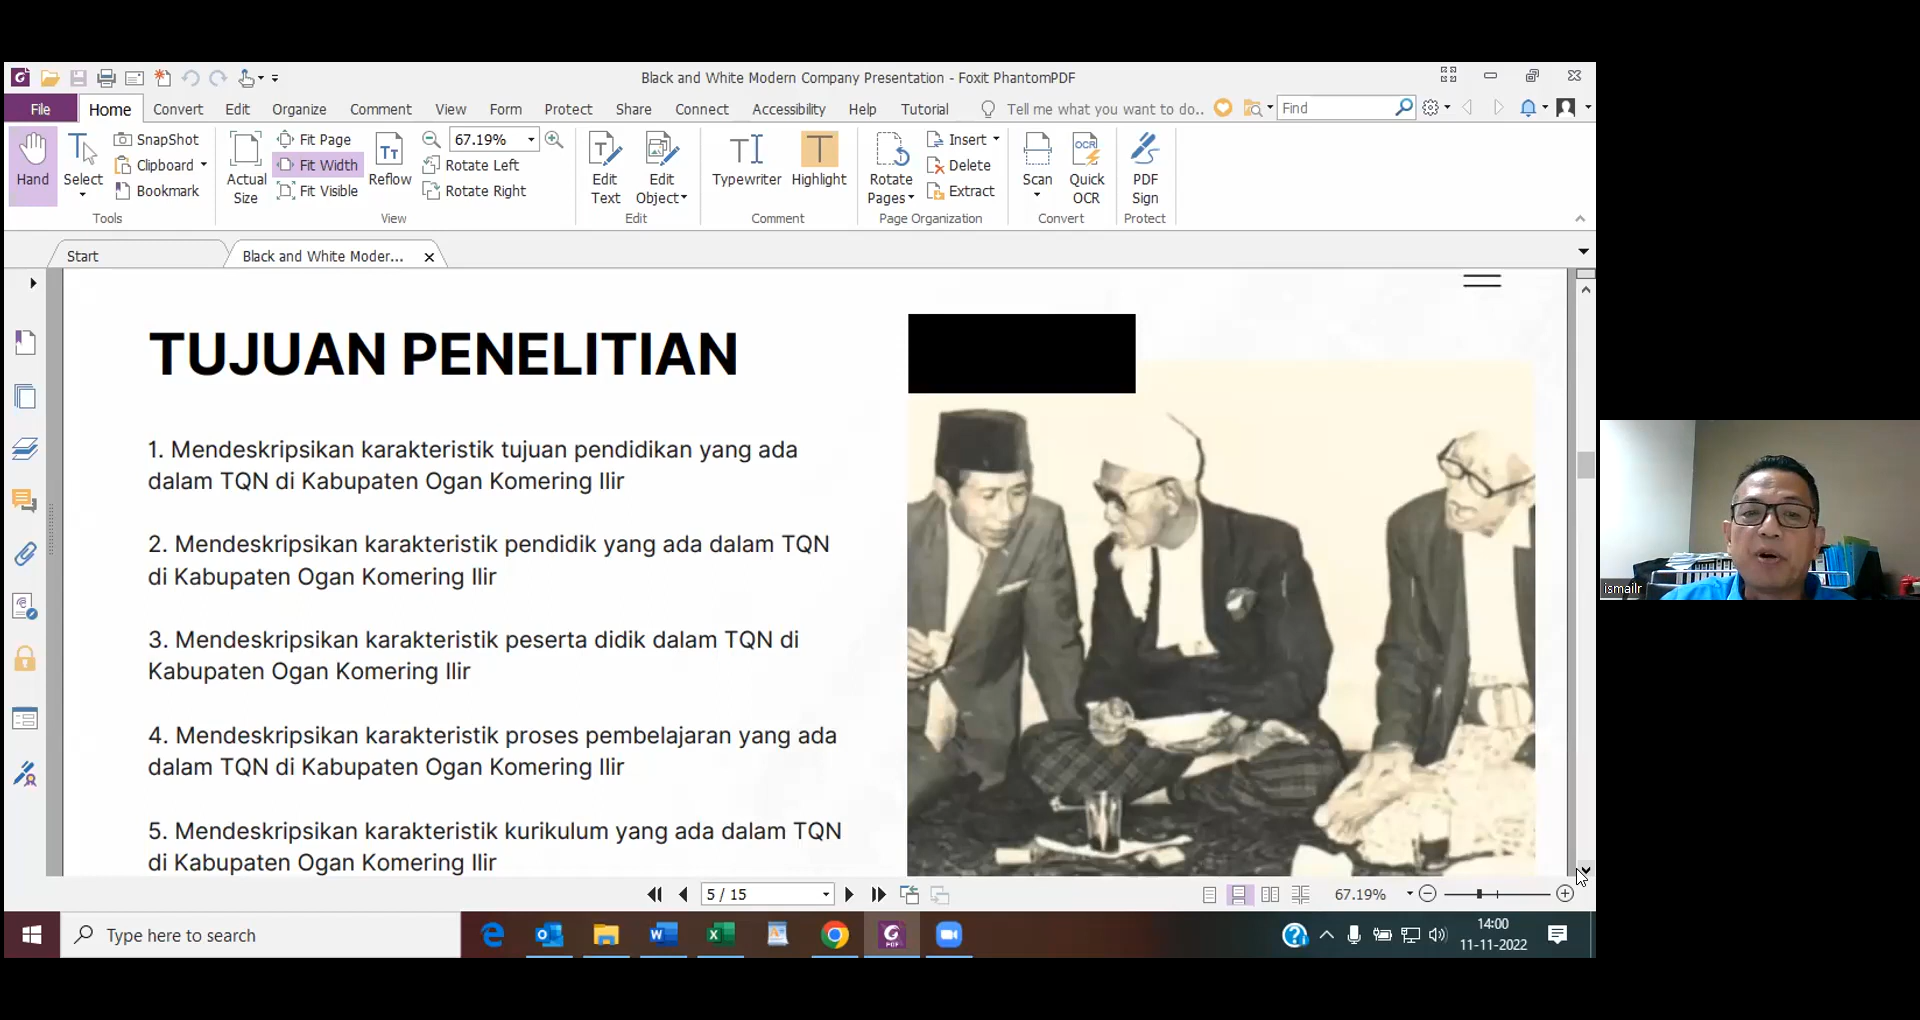 Black and White Modern Company Presentation - Foxit PhantomPDF
File Home Convert Edit Organize Comment View Form Protect Share Connect Accessibility Help Tutorial Tell me what you want to do.. Find
Hand
Select
SnapShot
Clipboard
Bookmark
Tools
Actual Size
Fit Page
Fit Width
Fit Visible
Reflow
67.19%
Rotate Left
Rotate Right
View
Edit Text
Edit Object
Edit
Typewriter
Highlight
Comment
Rotate Pages
Insert
Delete
Extract
Page Organization
Scan
Quick OCR
Convert
PDF Sign
Protect
Start
Black and White Moder...
TUJUAN PENELITIAN
1. Mendeskripsikan karakteristik tujuan pendidikan yang ada
dalam TQN di Kabupaten Ogan Komering Ilir
2. Mendeskripsikan karakteristik pendidik yang ada dalam TQN
di Kabupaten Ogan Komering Ilir
3. Mendeskripsikan karakteristik peserta didik dalam TQN di
Kabupaten Ogan Komering Ilir
4. Mendeskripsikan karakteristik proses pembelajaran yang ada
dalam TQN di Kabupaten Ogan Komering Ilir
5. Mendeskripsikan karakteristik kurikulum yang ada dalam TQN
di Kabupaten Ogan Komering Ilir
ismailr
5 / 15
67.19%
Type here to search
14:00
11-11-2022